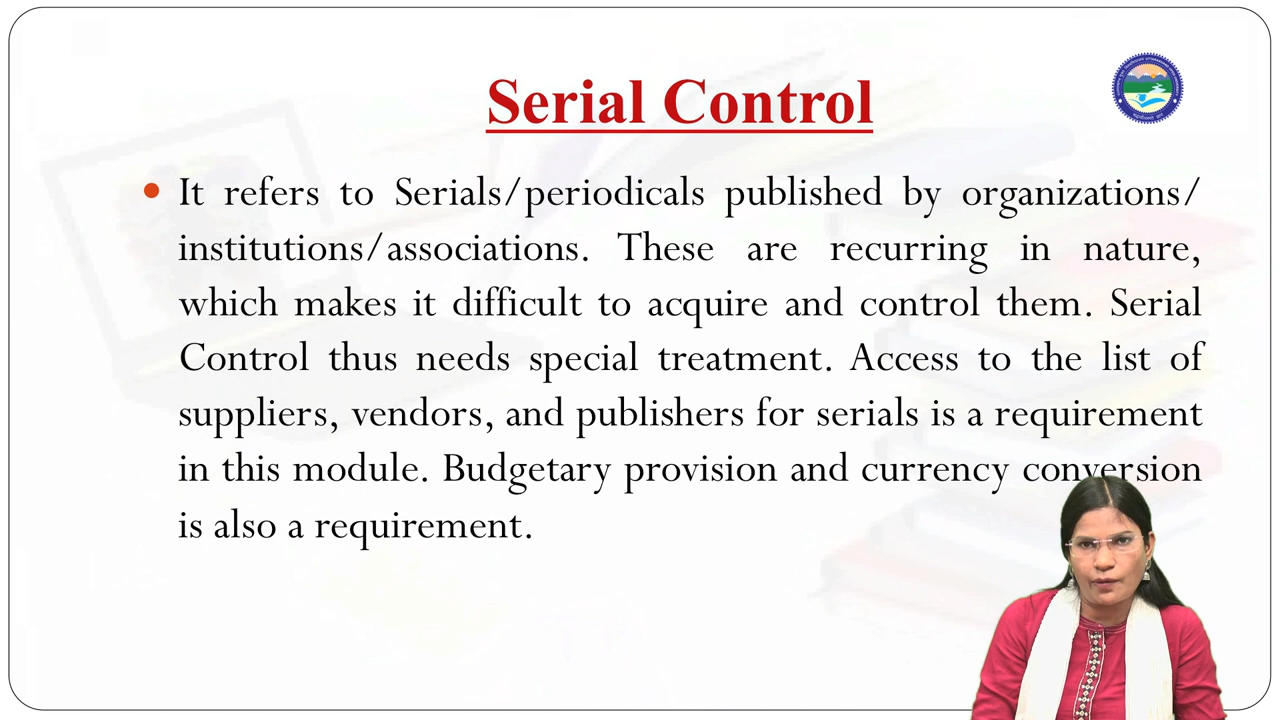 Serial Control
• It refers to Serials/periodicals published by organizations/
institutions/associations. These are recurring in nature,
which makes it difficult to acquire and control them. Serial
Control thus needs special treatment. Access to the list of
suppliers, vendors, and publishers for serials is a requirement
in this module. Budgetary provision and currency conversion
is also a requirement.